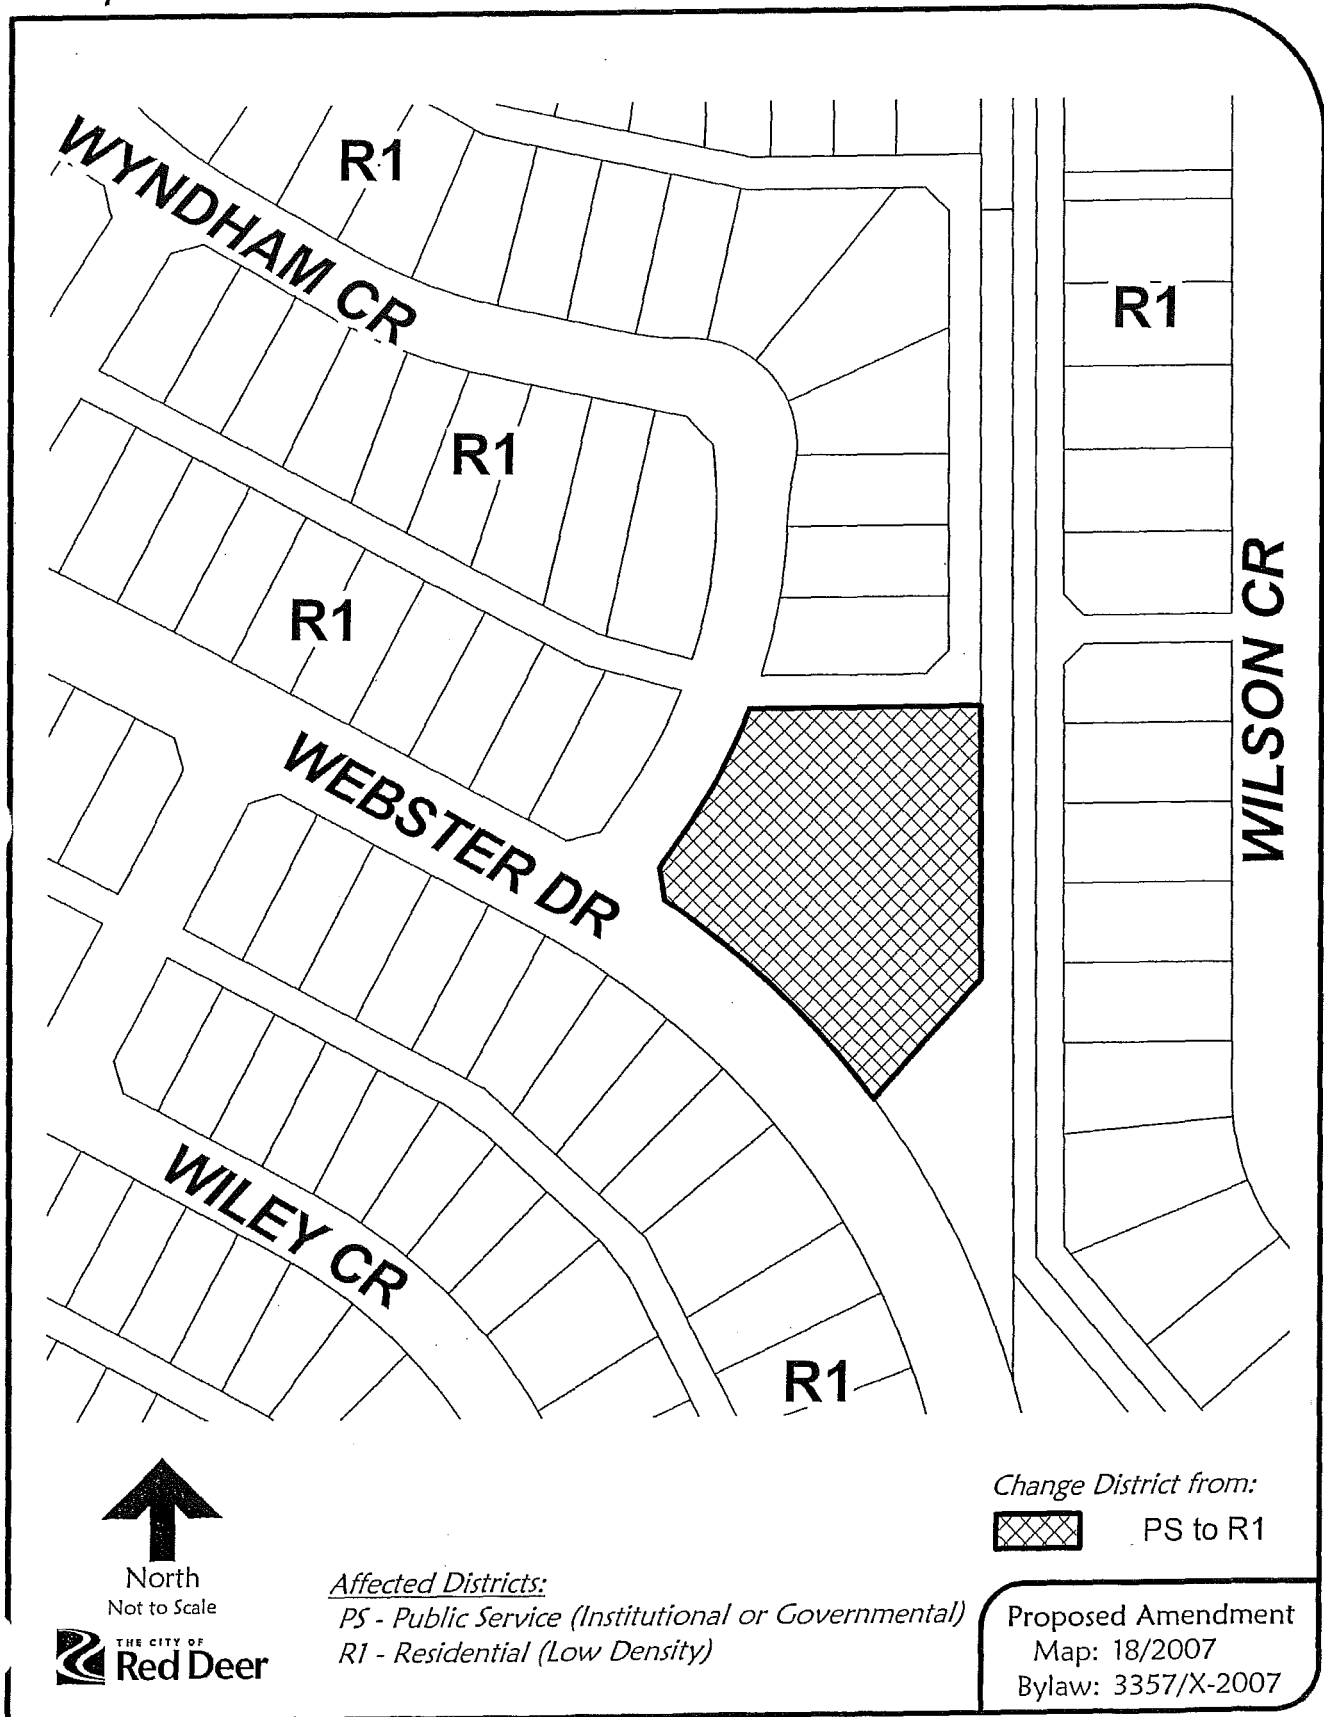 R1
WYNDHAM CR
R1
R1
R1
WILSON CR
WEBSTER DR
WILEY CR
R1
Change District from:
PS to R1
North
Not to Scale
THE CITY OF
Red Deer
Affected Districts:
PS - Public Service (Institutional or Governmental)
R1 - Residential (Low Density)
Proposed Amendment
Map: 18/2007
Bylaw: 3357/X-2007